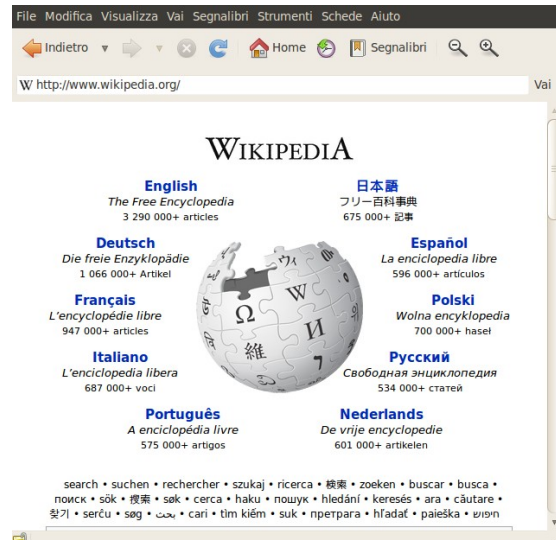 File Modifica Visualizza Vai Segnalibri Strumenti Schede Aiuto
Indietro Home Segnalibri
W http://www.wikipedia.org/ Vai
WIKIPEDIA
English
The Free Encyclopedia
3 290 000+ articles
日本語
フリー百科事典
675 000+ 記事
Deutsch
Die freie Enzyklopädie
1 066 000+ Artikel
Español
La enciclopedia libre
596 000+ artículos
Français
L'encyclopédie libre
947 000+ articles
Polski
Wolna encyklopedia
700 000+ haseł
Italiano
L'enciclopedia libera
687 000+ voci
Русский
Свободная энциклопедия
534 000+ статей
Português
A enciclopédia livre
575 000+ artigos
Nederlands
De vrije encyclopedie
601 000+ artikelen
Ω W И 維 ウィ
search • suchen • rechercher • szukaj • ricerca • 検索 • zoeken • buscar • busca •
поиск • sök • 搜索 • søk • cerca • haku • пошук • hledání • keresés • ara • căutare •
찾기 • serĉu • søg • بحث • cari • tìm kiếm • suk • претрага • hľadať • paieška • חיפוש